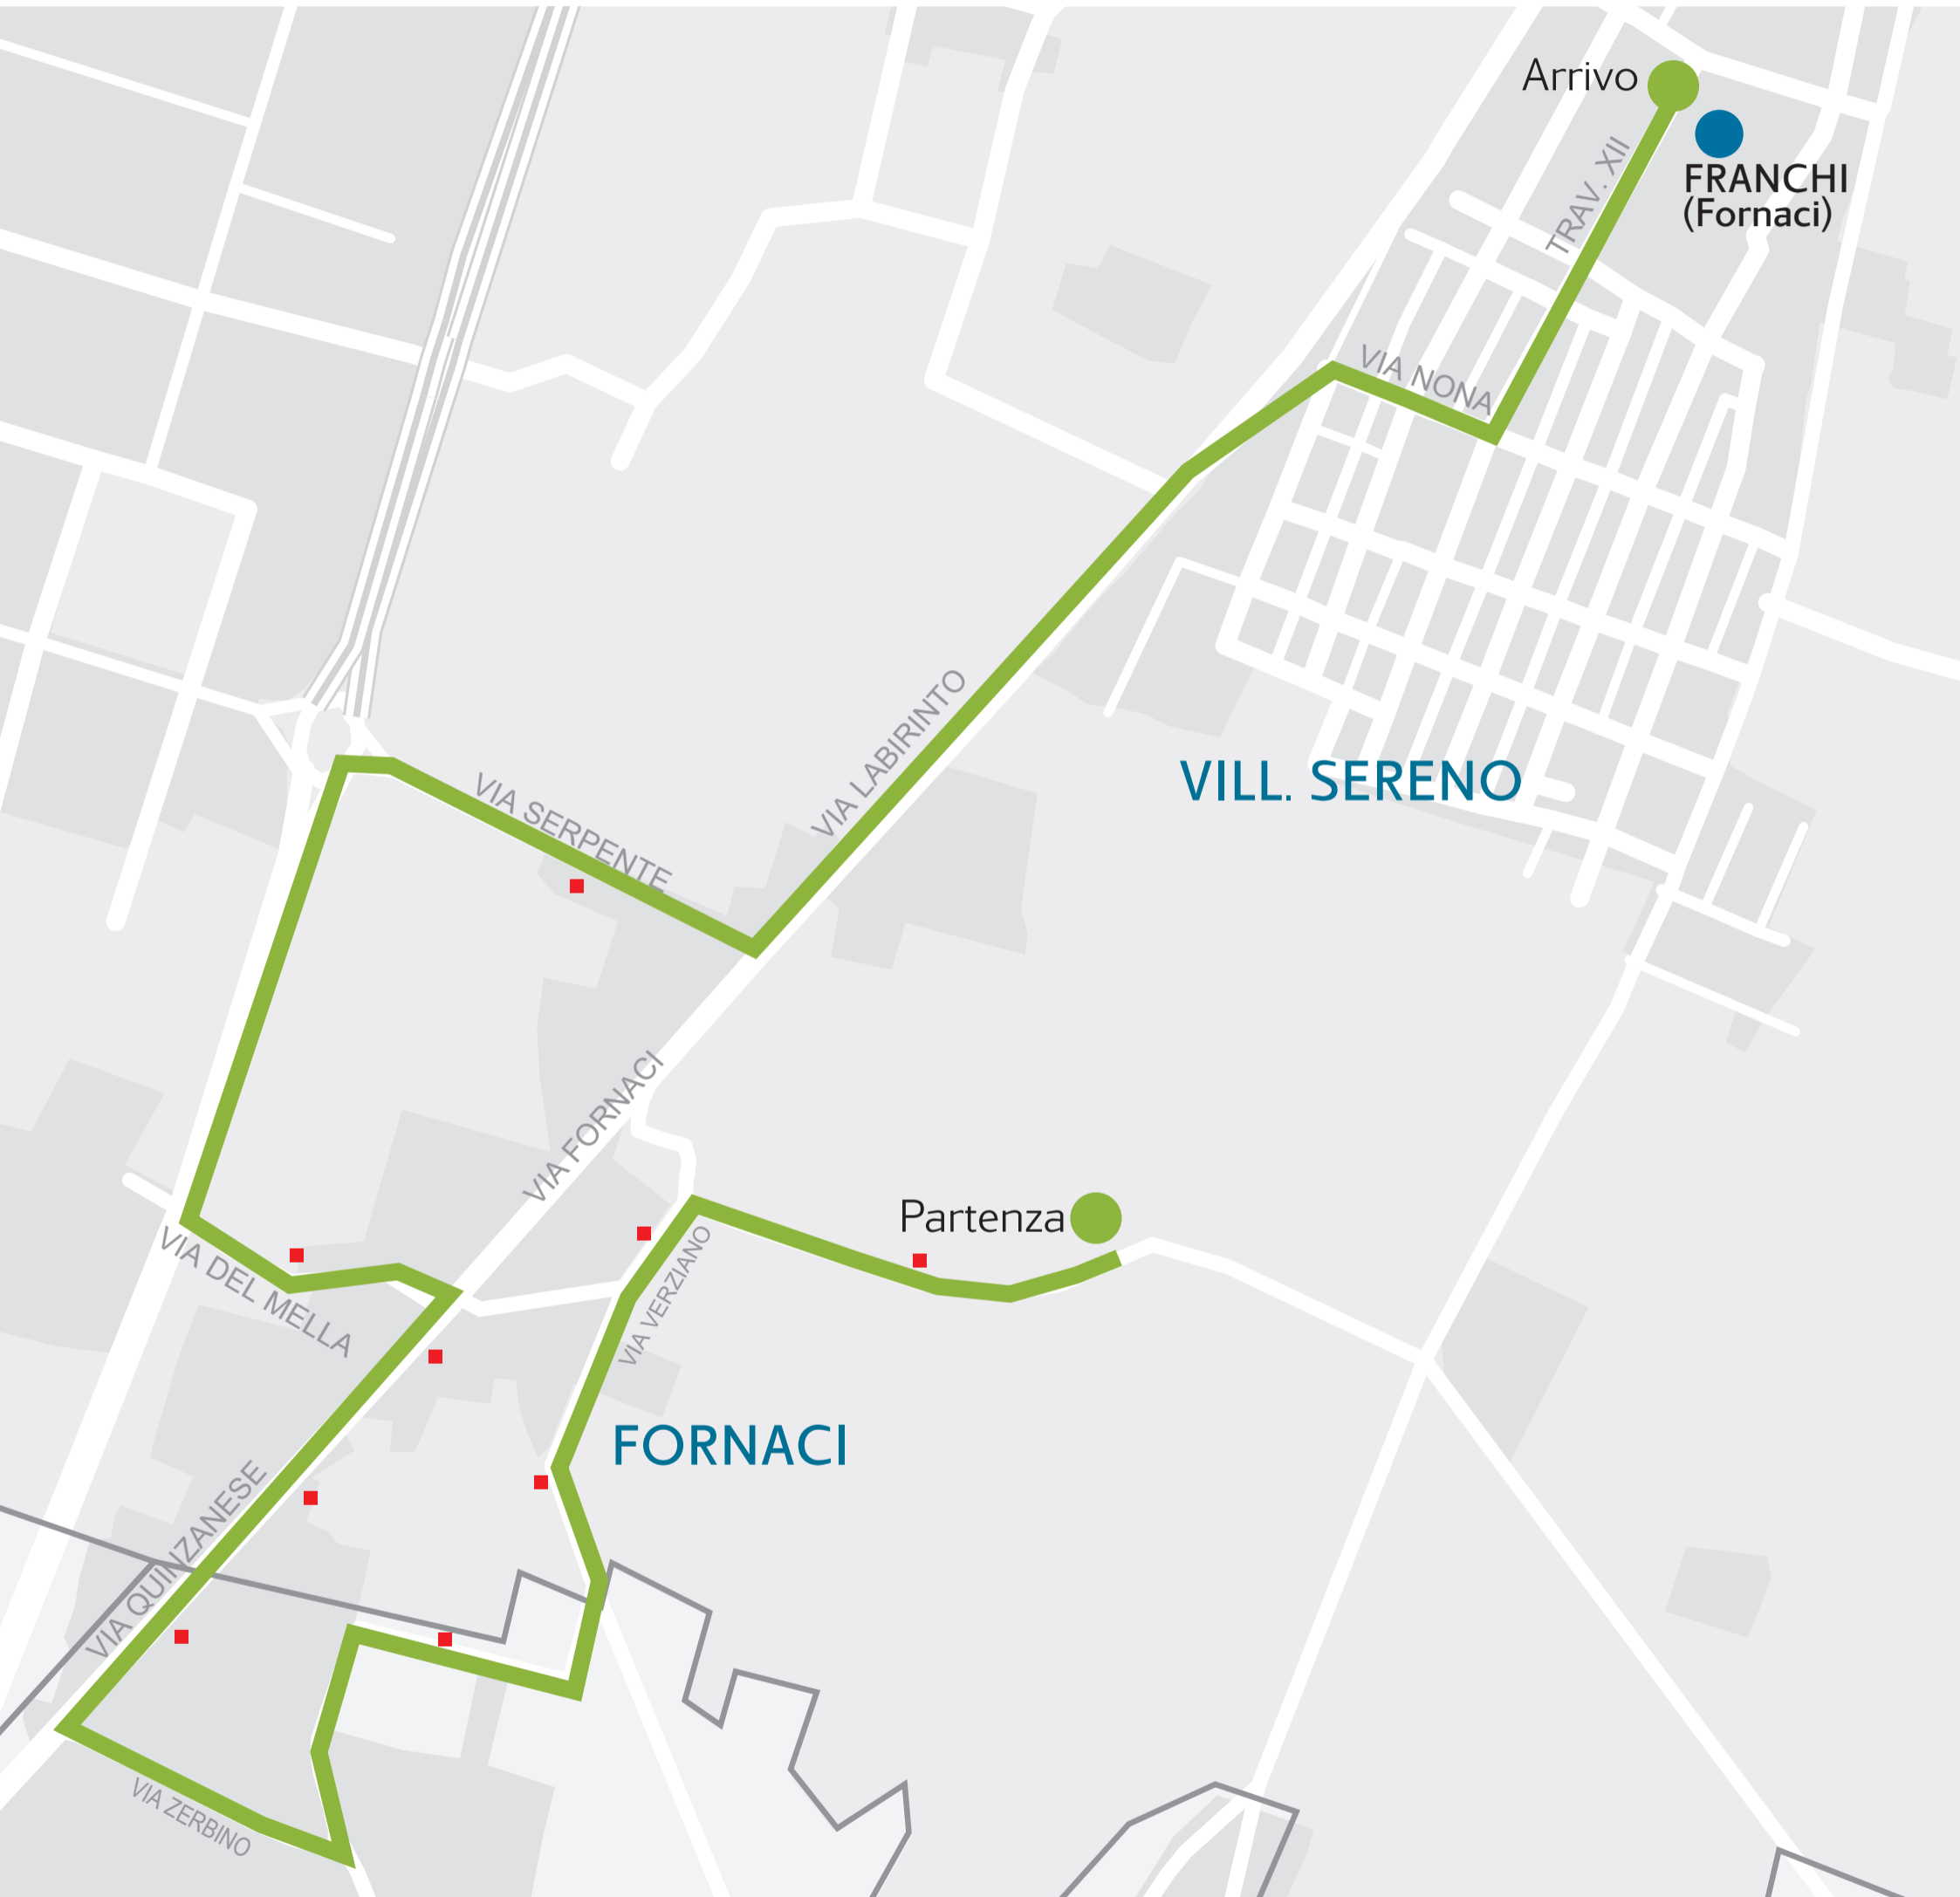 Arrivo
FRANCHI
(Fornaci)
TRAV. XII
VIA NONA
VIA LABIRINTO
VILL. SERENO
VIA SERPENTE
VIA FORNACI
Partenza
VIA DEL MELLA
VIA VERZIANO
FORNACI
VIA QUINZANESE
VIA ZERBINO